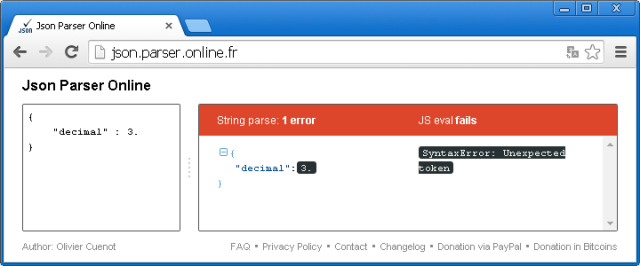 JSON Json Parser Online
json.parser.online.fr
Json Parser Online
{
"decimal" : 3.
}
String parse: 1 error
JS eval fails
{
"decimal": 3.
}
SyntaxError: Unexpected
token
Author: Olivier Cuenot
FAQ • Privacy Policy • Contact • Changelog • Donation via PayPal • Donation in Bitcoins